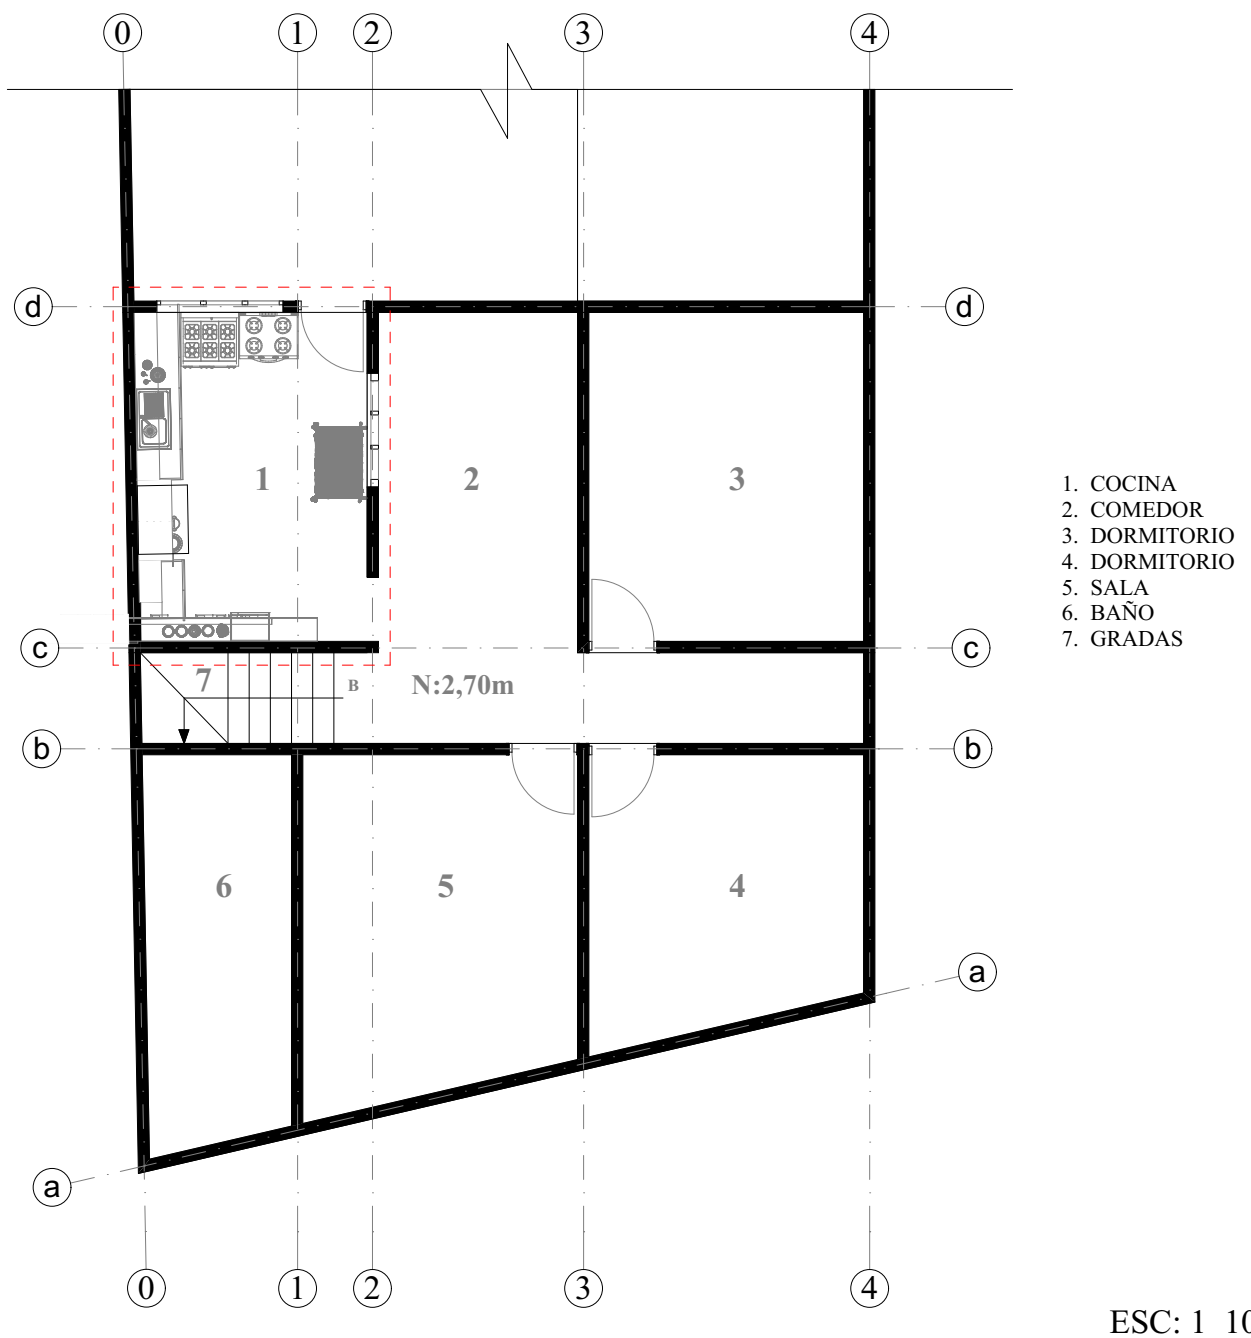 0 1 2 3 4
d d
1 2 3
1. COCINA
2. COMEDOR
3. DORMITORIO
4. DORMITORIO
5. SALA
6. BAÑO
7. GRADAS
c c
7 B N:2,70m
b b
6 5 4
a
a
0 1 2 3 4
ESC: 1 10